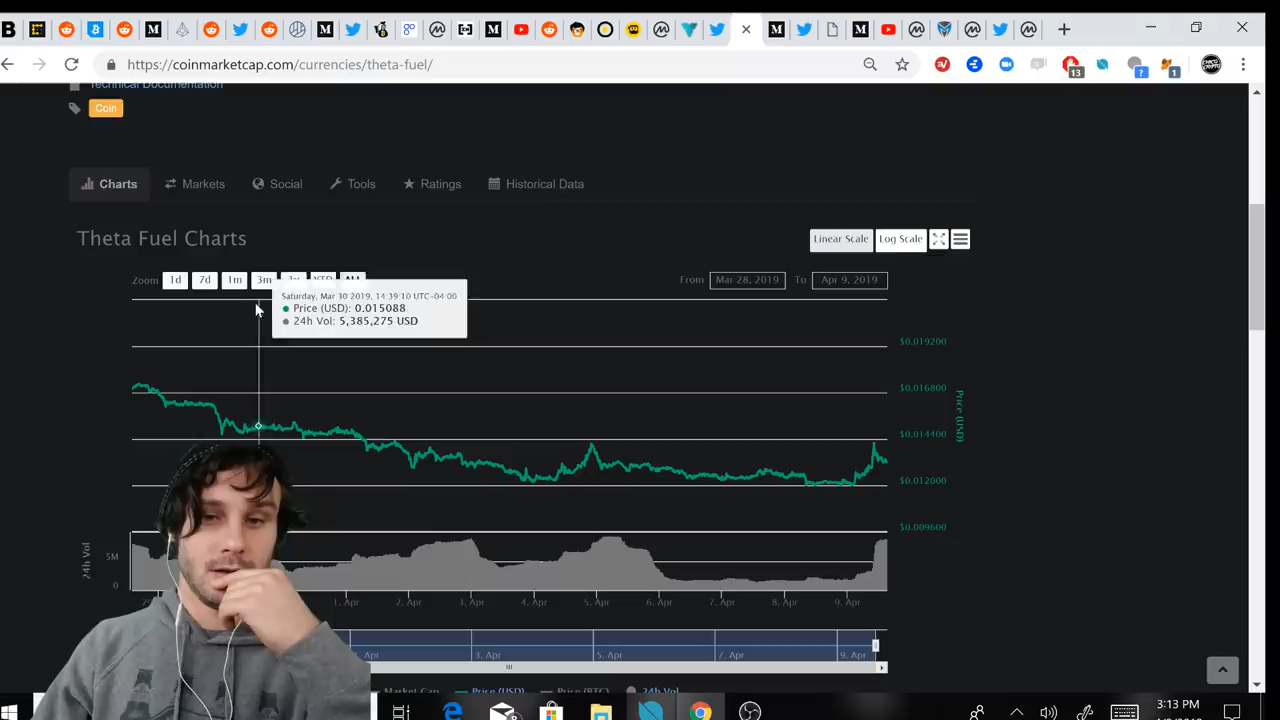 https://coinmarketcap.com/currencies/theta-fuel/
13
?
1
Technical Documentation
Coin
Charts
Markets
Social
Tools
Ratings
Historical Data
Theta Fuel Charts
Linear Scale
Log Scale
Zoom
1d
7d
1m
3m
From
Mar 28, 2019
To
Apr 9, 2019
Saturday, Mar 30 2019, 14:39:10 UTC-04:00
Price (USD): 0.015088
24h Vol: 5,385,275 USD
$0.019200
$0.016800
$0.014400
$0.012000
$0.009600
Price (USD)
24h Vol
5M
0
1. Apr
2. Apr
3. Apr
4. Apr
5. Apr
6. Apr
7. Apr
8. Apr
9. Apr
Apr
3. Apr
5. Apr
7. Apr
9. Apr
Market Cap
Price (USD)
Price (BTC)
24h Vol
3:13 PM